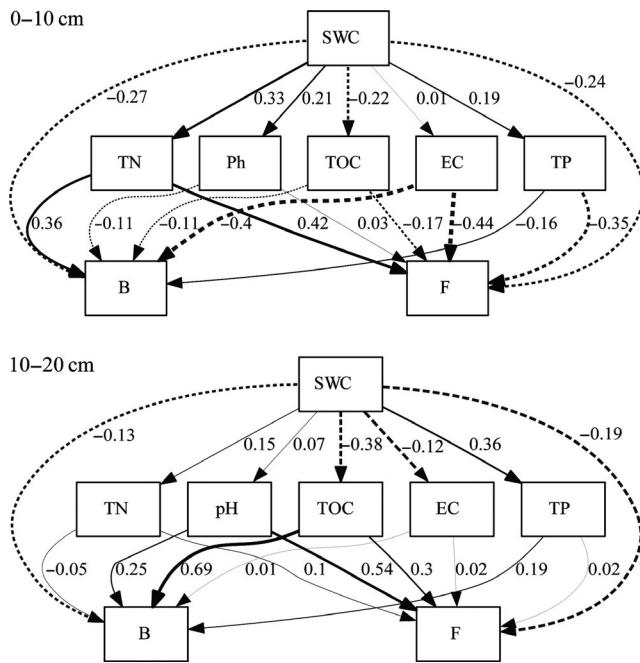 0–10 cm
SWC
−0.27
0.33
0.21
−0.22
0.01
0.19
−0.24
TN
Ph
TOC
EC
TP
0.36
−0.11
−0.11
−0.4
0.42
0.03
−0.17
−0.44
−0.16
−0.35
B
F
10–20 cm
SWC
−0.13
0.15
0.07
−0.38
−0.12
0.36
−0.19
TN
pH
TOC
EC
TP
−0.05
0.25
0.69
0.01
0.1
0.54
0.3
0.02
0.19
0.02
B
F